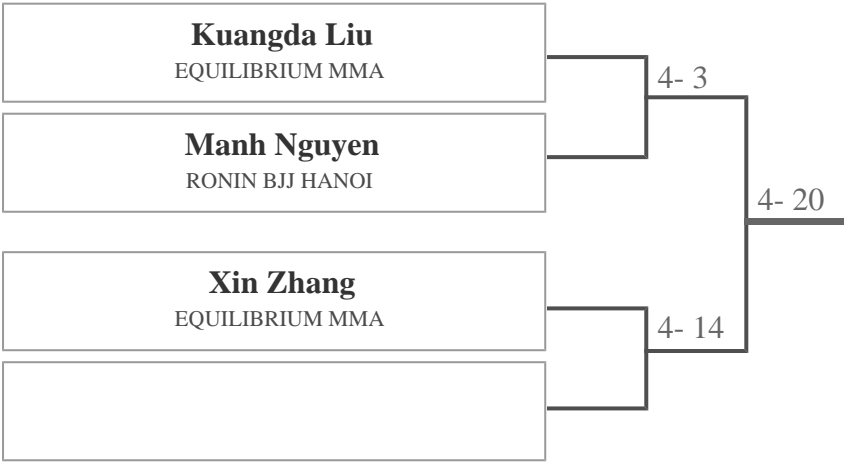 Kuangda Liu
EQUILIBRIUM MMA
4- 3
Manh Nguyen
RONIN BJJ HANOI
4- 20
Xin Zhang
EQUILIBRIUM MMA
4- 14